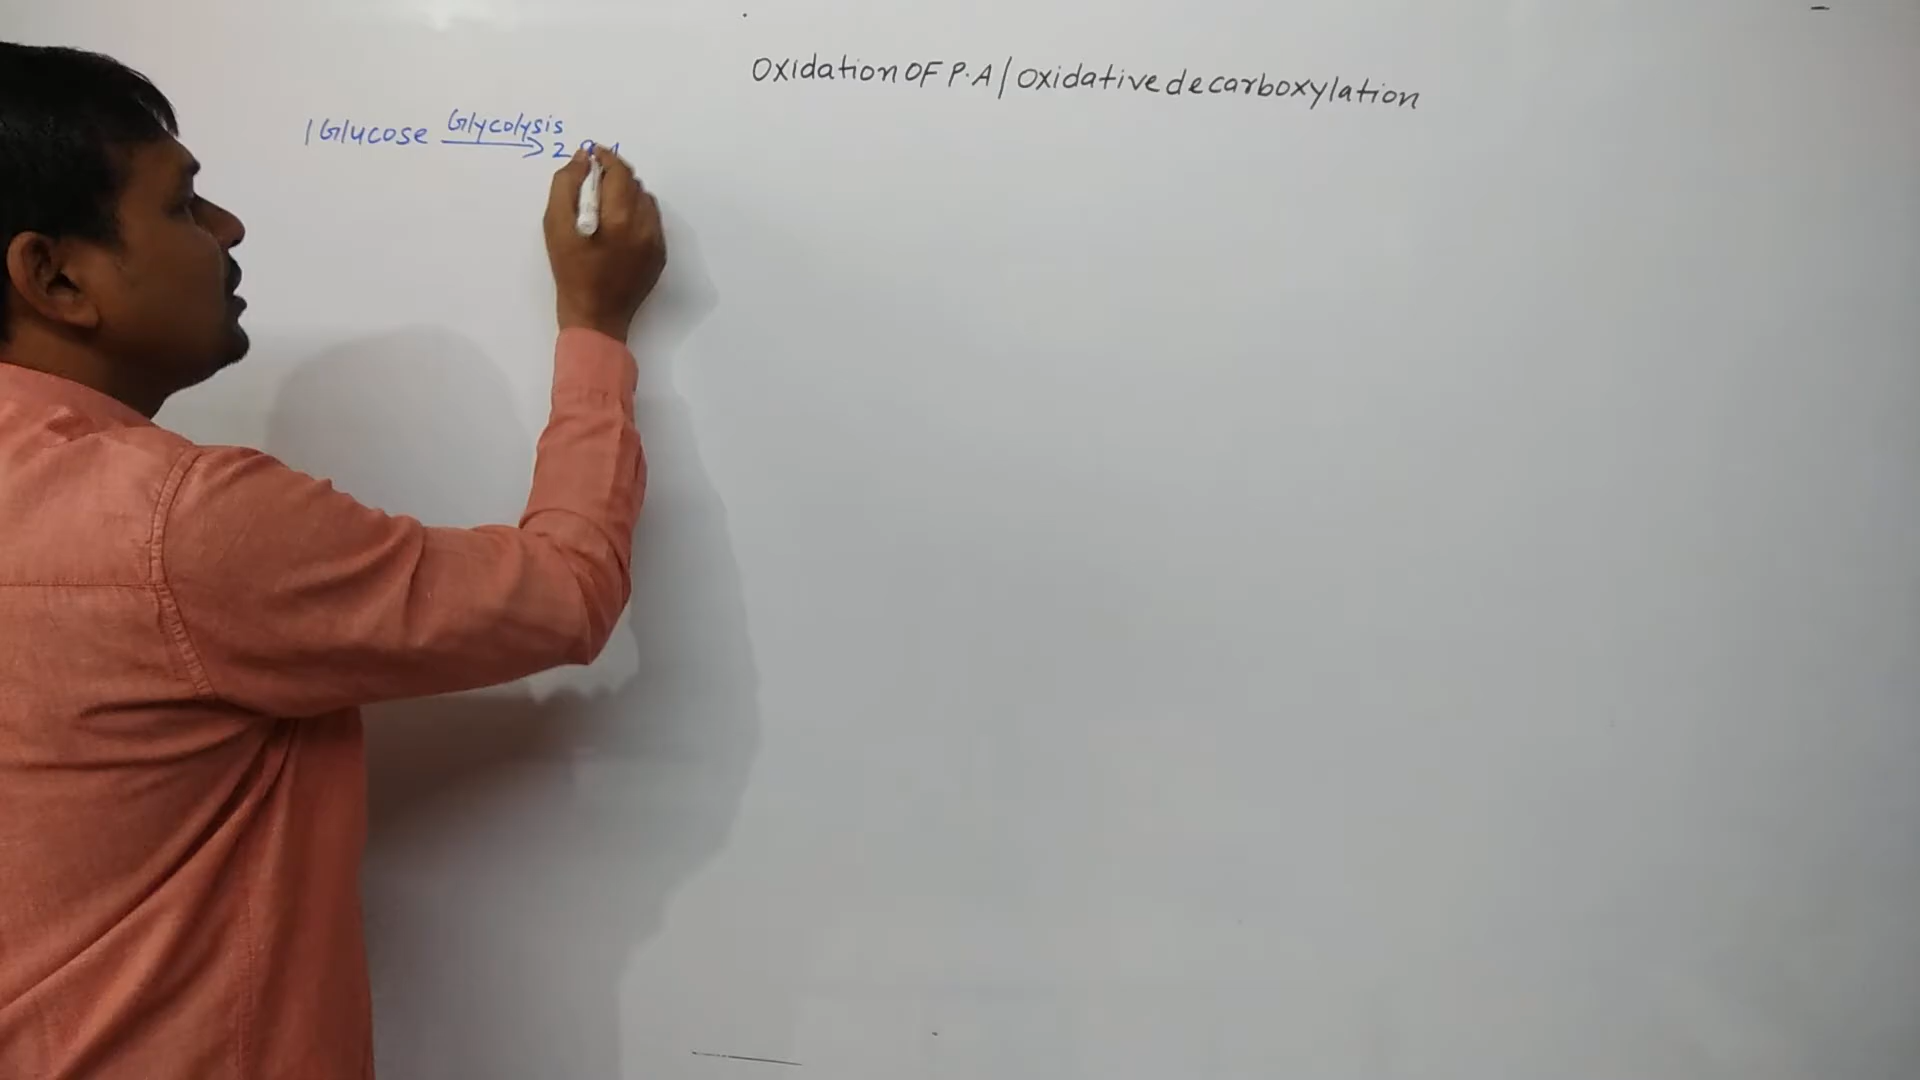 Oxidation OF P.A / Oxidative decarboxylation
1 Glucose Glycolysis → 2